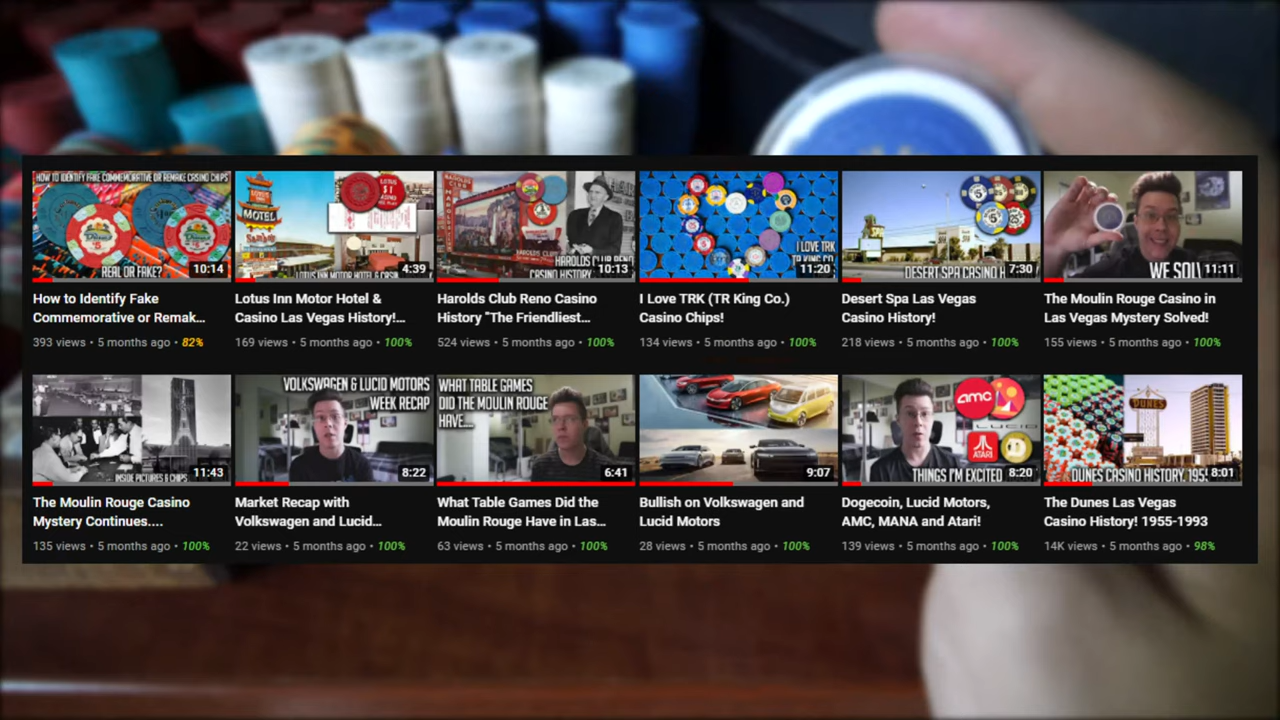 HOW TO IDENTIFY FAKE COMMEMORATIVE OR REMAKE CASINO CHIPS
REAL OR FAKE?
10:14
How to Identify Fake
Commemorative or Remak...
393 views • 5 months ago • 82%
MOTEL
4:39
Lotus Inn Motor Hotel &
Casino Las Vegas History!...
169 views • 5 months ago • 100%
HAROLDS CLUB RENO
CASINO HISTORY
10:13
Harolds Club Reno Casino
History "The Friendliest...
524 views • 5 months ago • 100%
I LOVE TRK
11:20
I Love TRK (TR King Co.)
Casino Chips!
134 views • 5 months ago • 100%
SPA
DESERT SPA CASINO H
7:30
Desert Spa Las Vegas
Casino History!
218 views • 5 months ago • 100%
WE SOL
11:11
The Moulin Rouge Casino in
Las Vegas Mystery Solved!
155 views • 5 months ago • 100%
INSIDE PICTURES & CHIPS
11:43
The Moulin Rouge Casino
Mystery Continues....
135 views • 5 months ago • 100%
VOLKSWAGEN & LUCID MOTORS
WEEK RECAP
8:22
Market Recap with
Volkswagen and Lucid...
22 views • 5 months ago • 100%
WHAT TABLE GAMES
DID THE MOULIN ROUGE
HAVE....
6:41
What Table Games Did the
Moulin Rouge Have in Las...
63 views • 5 months ago • 100%
9:07
Bullish on Volkswagen and
Lucid Motors
28 views • 5 months ago • 100%
amc
LUCID
ATARI
THINGS I'M EXCITED
8:20
Dogecoin, Lucid Motors,
AMC, MANA and Atari!
139 views • 5 months ago • 100%
DUNES
DUNES CASINO HISTORY. 195
8:01
The Dunes Las Vegas
Casino History! 1955-1993
14K views • 5 months ago • 98%